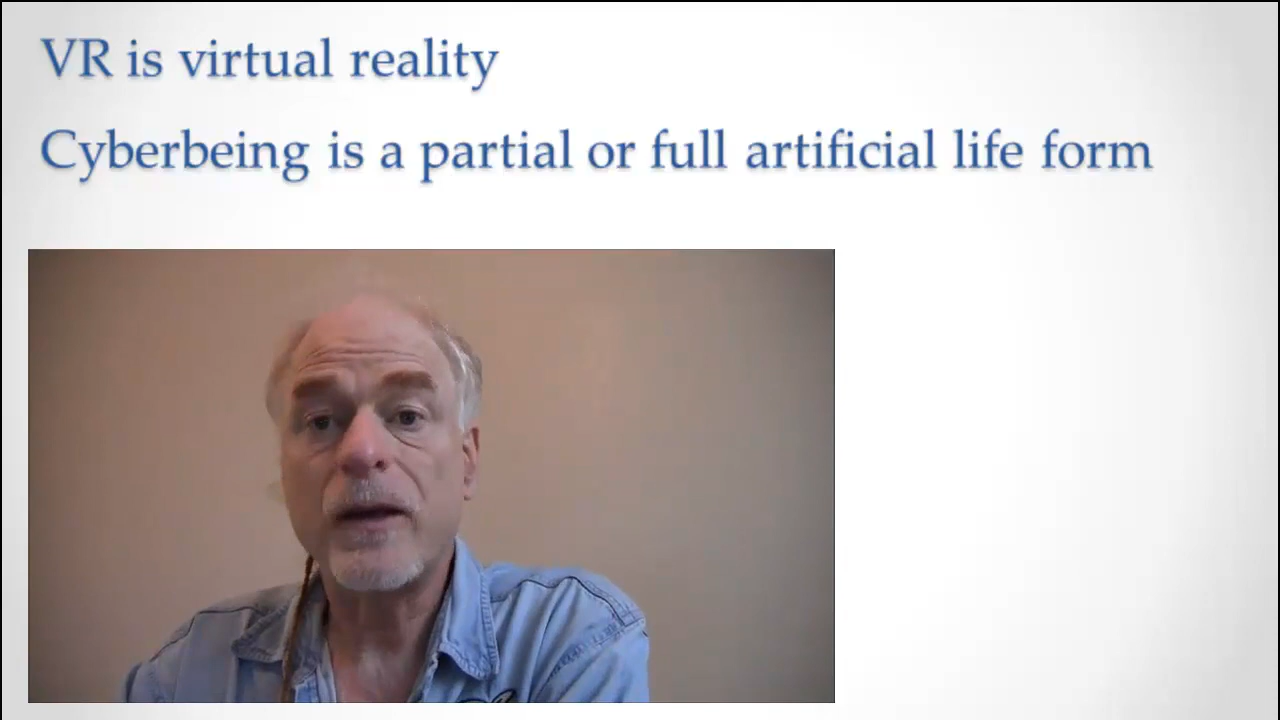 VR is virtual reality
Cyberbeing is a partial or full artificial life form